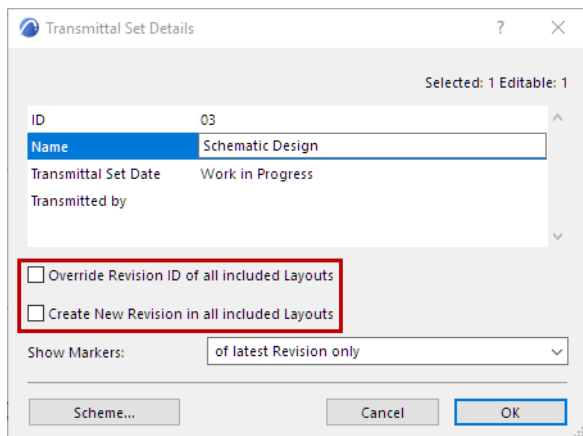 Transmittal Set Details
Selected: 1 Editable: 1
ID 03
Name Schematic Design
Transmittal Set Date Work in Progress
Transmitted by
Override Revision ID of all included Layouts
Create New Revision in all included Layouts
Show Markers: of latest Revision only
Scheme... Cancel OK